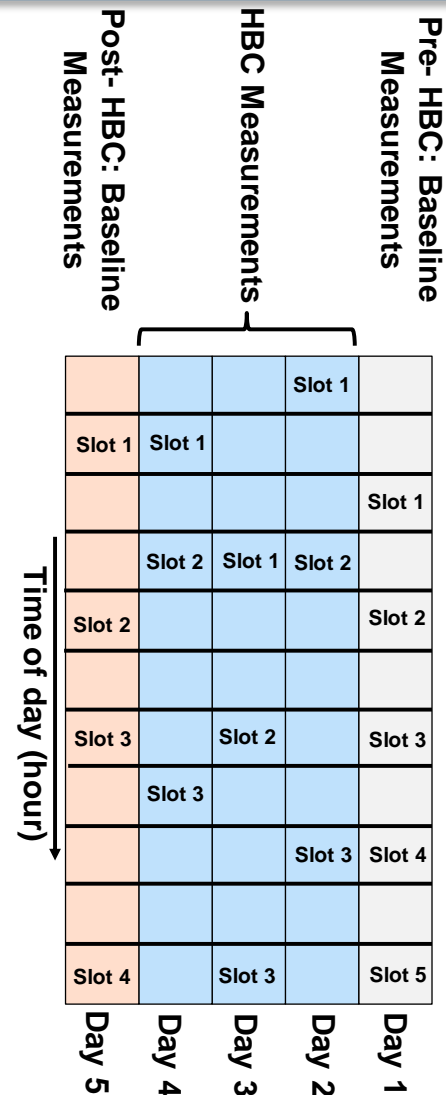 Pre- HBC: Baseline
Measurements
HBC Measurements
Post- HBC: Baseline
Measurements
Slot 1
Slot 1
Slot 1
Slot 1
Slot 2
Slot 1
Slot 2
Slot 2
Slot 2
Slot 3
Slot 2
Slot 3
Slot 3
Slot 3
Slot 4
Slot 4
Slot 3
Slot 5
Time of day (hour)
Day 5
Day 4
Day 3
Day 2
Day 1